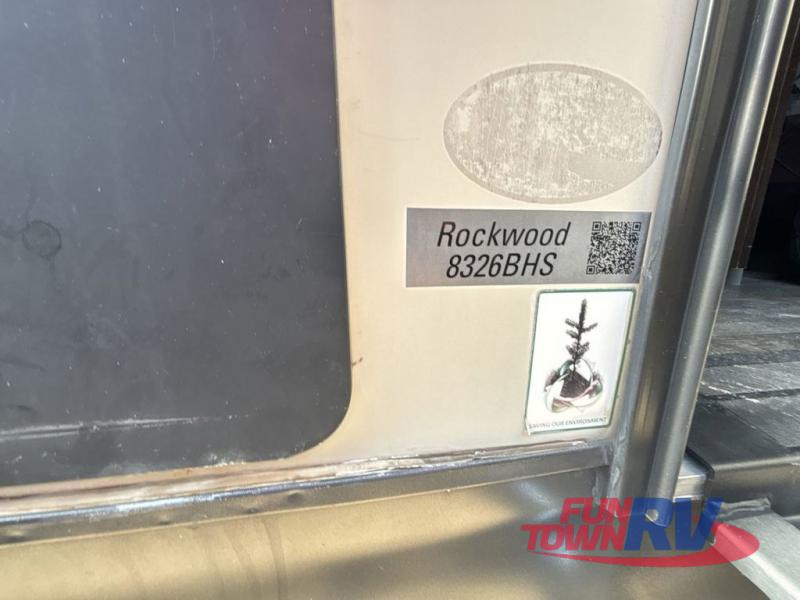 Rockwood
8326BHS
SAVING OUR ENVIRONMENT
FUN
TOWN RV